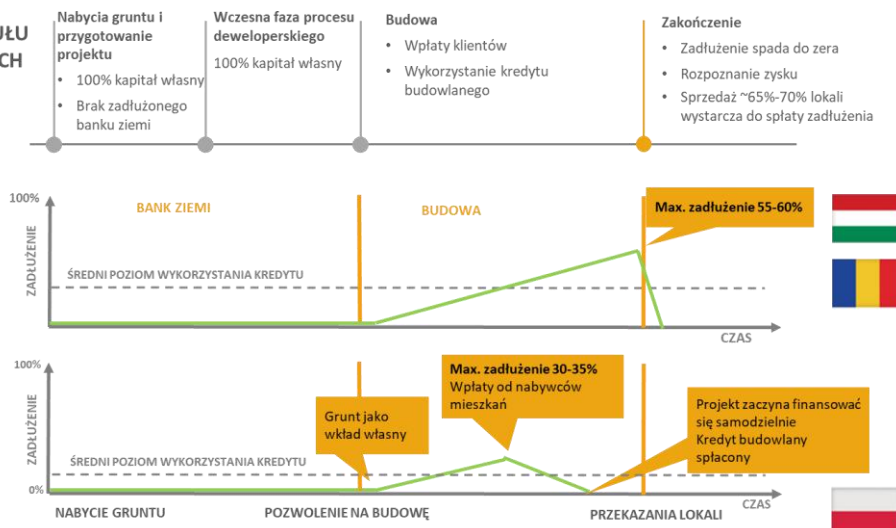 UŁU
CH
Nabycia gruntu i
przygotowanie
projektu
• 100% kapitał własny
• Brak zadłużonego
banku ziemi
Wczesna faza procesu
deweloperskiego
100% kapitał własny
Budowa
• Wpłaty klientów
• Wykorzystanie kredytu
budowlanego
Zakończenie
• Zadłużenie spada do zera
• Rozpoznanie zysku
• Sprzedaż ~65%-70% lokali
wystarcza do spłaty zadłużenia
100%
ZADŁUŻENIE
BANK ZIEMI
BUDOWA
Max. zadłużenie 55-60%
ŚREDNI POZIOM WYKORZYSTANIA KREDYTU
CZAS
100%
ZADŁUŻENIE
0%
Grunt jako
wkład własny
Max. zadłużenie 30-35%
Wpłaty od nabywców
mieszkań
Projekt zaczyna finansować
się samodzielnie
Kredyt budowlany
spłacony
ŚREDNI POZIOM WYKORZYSTANIA KREDYTU
CZAS
NABYCIE GRUNTU
POZWOLENIE NA BUDOWĘ
PRZEKAZANIA LOKALI